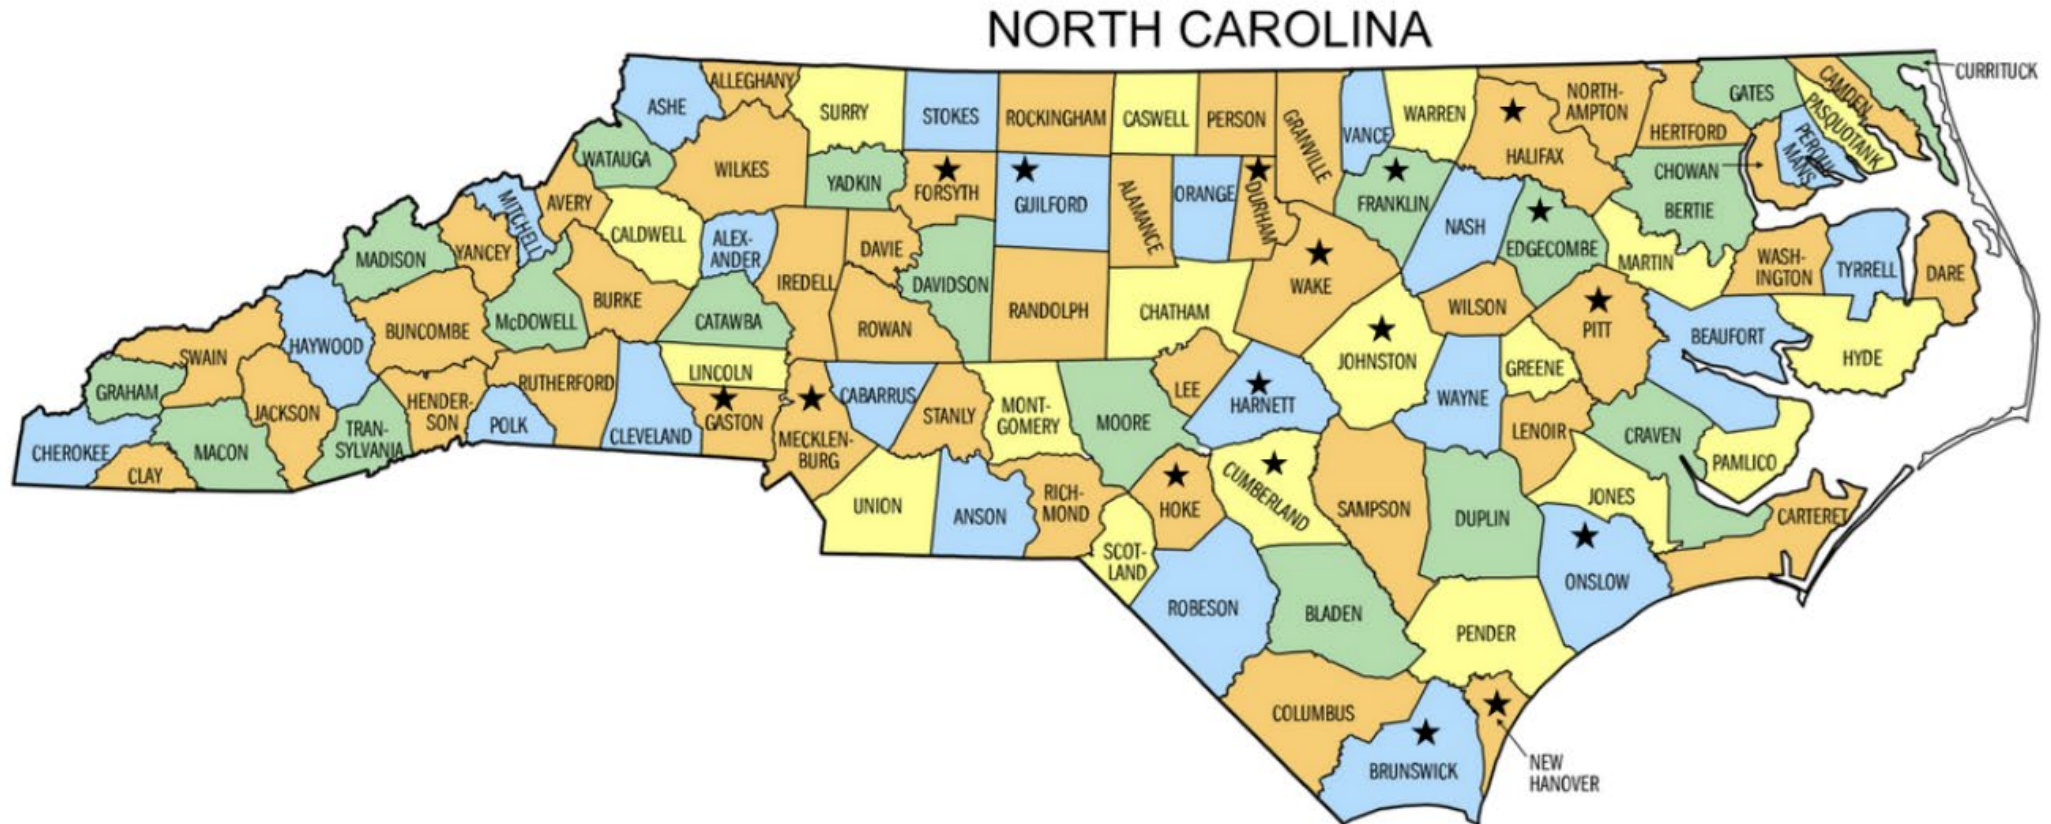 NORTH CAROLINA
CURRITUCK
ALLEGHANY
ASHE
SURRY
STOKES
ROCKINGHAM
CASWELL
PERSON
GRANVILLE
VANCE
WARREN
NORTH-
AMPTON
HERTFORD
GATES
CAMDEN
PASQUOTANK
PERQUI-
MANS
WATAUGA
WILKES
YADKIN
FORSYTH
GUILFORD
ALAMANCE
ORANGE
DURHAM
FRANKLIN
HALIFAX
CHOWAN
BERTIE
MITCHELL
AVERY
CALDWELL
ALEX-
ANDER
IREDELL
DAVIE
DAVIDSON
RANDOLPH
CHATHAM
WAKE
NASH
EDGECOMBE
MARTIN
WASH-
INGTON
TYRRELL
DARE
MADISON
YANCEY
McDOWELL
BURKE
CATAWBA
ROWAN
WILSON
PITT
BEAUFORT
HYDE
SWAIN
HAYWOOD
BUNCOMBE
RUTHERFORD
LINCOLN
CABARRUS
STANLY
MONT-
GOMERY
MOORE
LEE
HARNETT
JOHNSTON
WAYNE
GREENE
GRAHAM
JACKSON
HENDER-
SON
POLK
CLEVELAND
GASTON
MECKLEN-
BURG
LENOIR
CRAVEN
PAMLICO
CHEROKEE
CLAY
MACON
TRAN-
SYLVANIA
UNION
ANSON
RICH-
MOND
SCOT-
LAND
HOKE
CUMBERLAND
SAMPSON
DUPLIN
JONES
CARTERET
ROBESON
BLADEN
PENDER
ONSLOW
COLUMBUS
BRUNSWICK
NEW
HANOVER